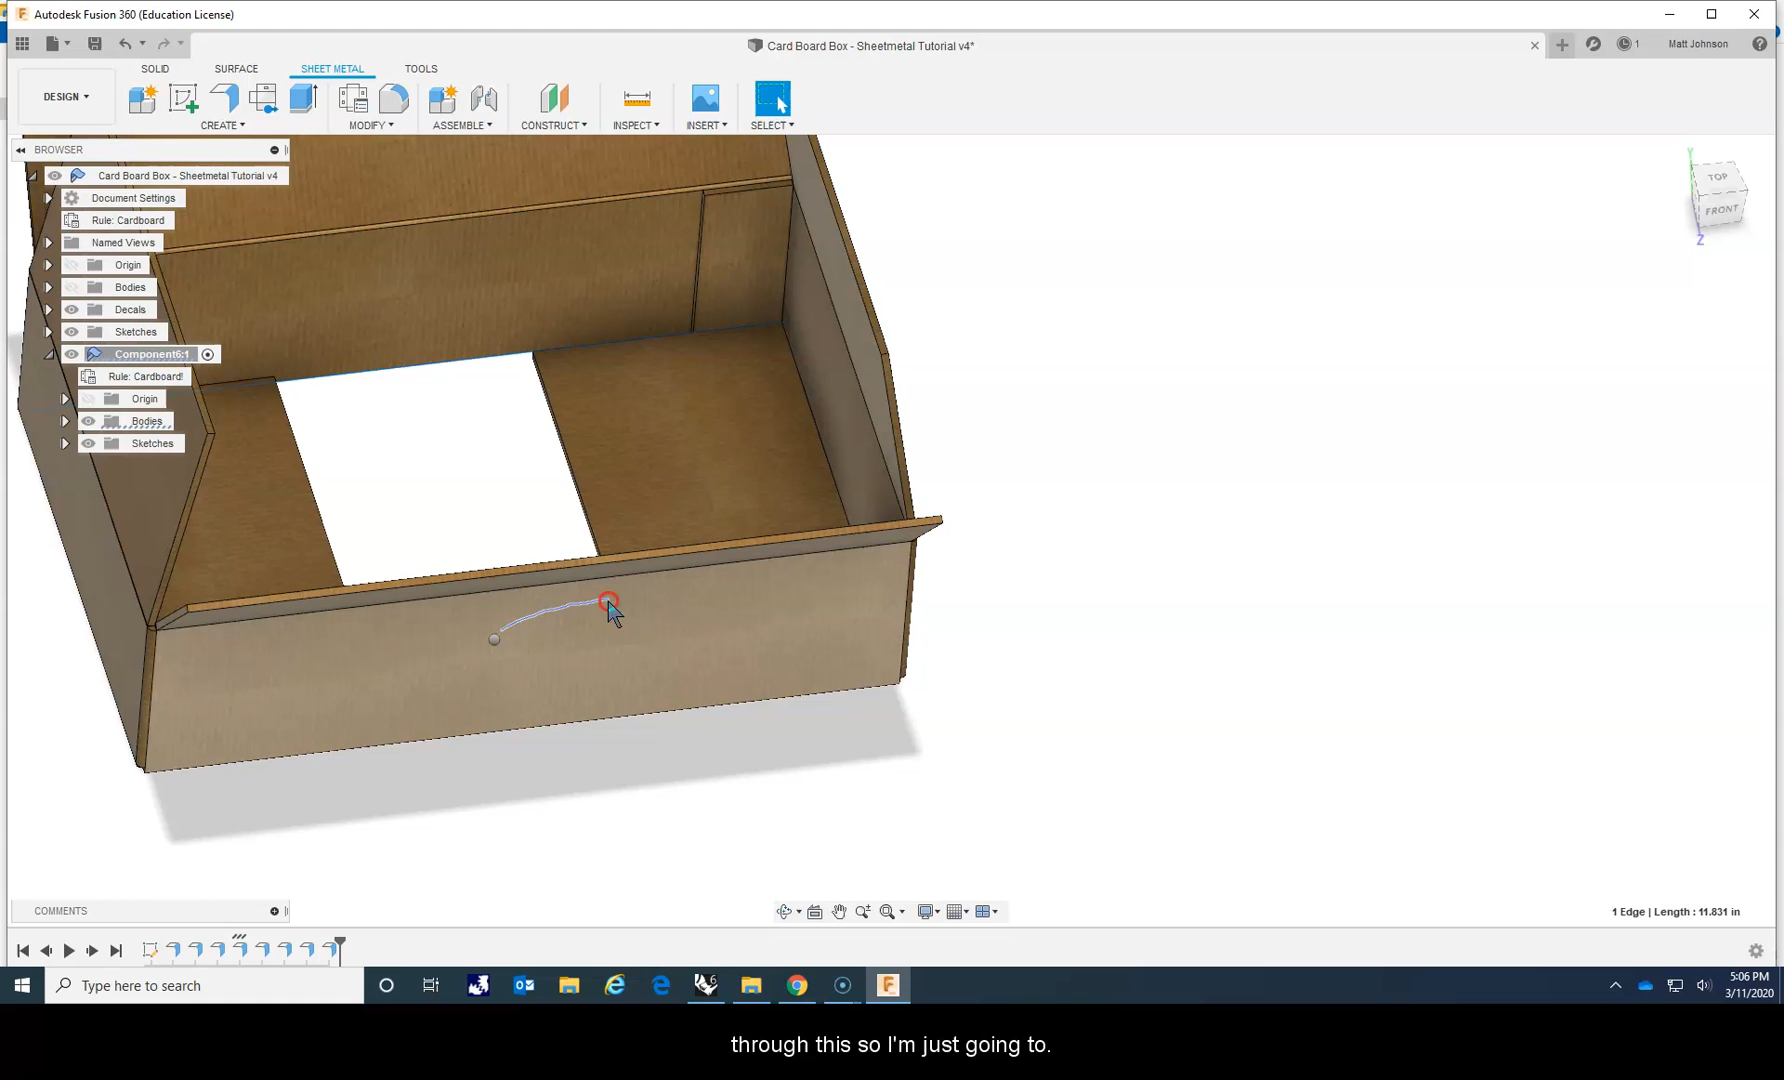 Autodesk Fusion 360 (Education License)
Card Board Box - Sheetmetal Tutorial v4*
1
Matt Johnson
SOLID
SURFACE
SHEET METAL
TOOLS
DESIGN
CREATE
MODIFY
ASSEMBLE
CONSTRUCT
INSPECT
INSERT
SELECT
BROWSER
Card Board Box - Sheetmetal Tutorial v4
Document Settings
Rule: Cardboard
Named Views
Origin
Bodies
Decals
Sketches
Component6:1
Rule: Cardboard!
Origin
Bodies
Sketches
TOP
FRONT
Y
Z
COMMENTS
1 Edge | Length : 11.831 in
Type here to search
5:06 PM
3/11/2020
through this so I'm just going to.